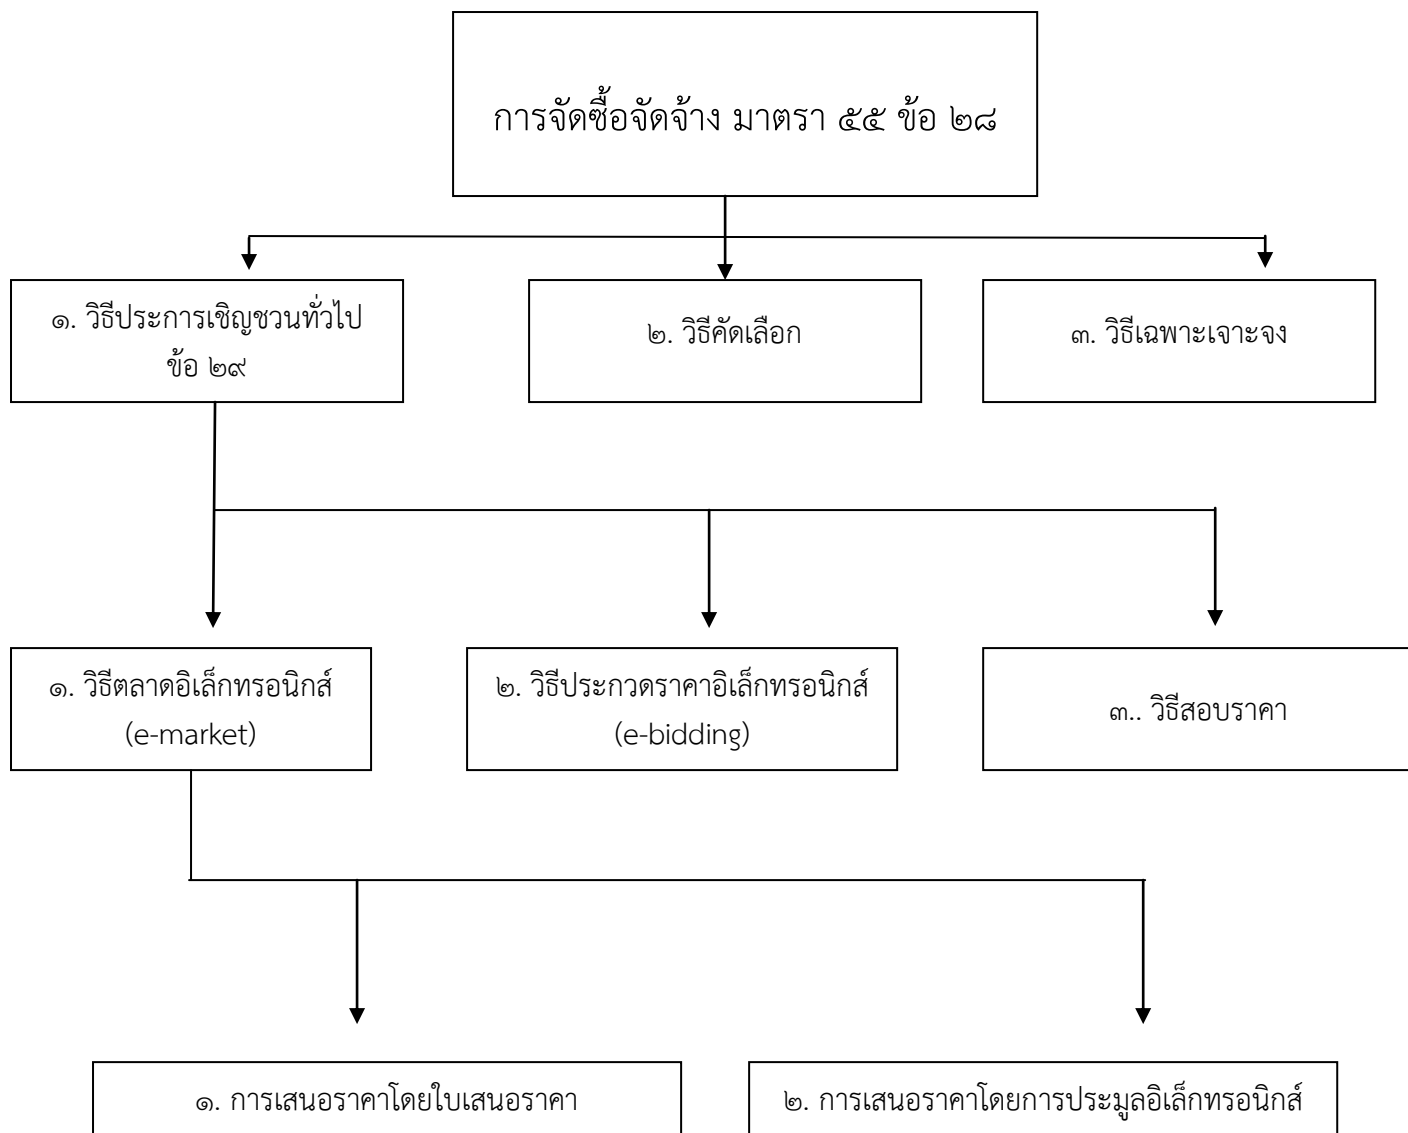 การจัดซื้อจัดจ้าง มาตรา ๕๕ ข้อ ๒๘
๑. วิธีประการเชิญชวนทั่วไป
ข้อ ๒๙
๒. วิธีคัดเลือก
๓. วิธีเฉพาะเจาะจง
๑. วิธีตลาดอิเล็กทรอนิกส์
(e-market)
๒. วิธีประกวดราคาอิเล็กทรอนิกส์
(e-bidding)
๓.. วิธีสอบราคา
๑. การเสนอราคาโดยใบเสนอราคา
๒. การเสนอราคาโดยการประมูลอิเล็กทรอนิกส์